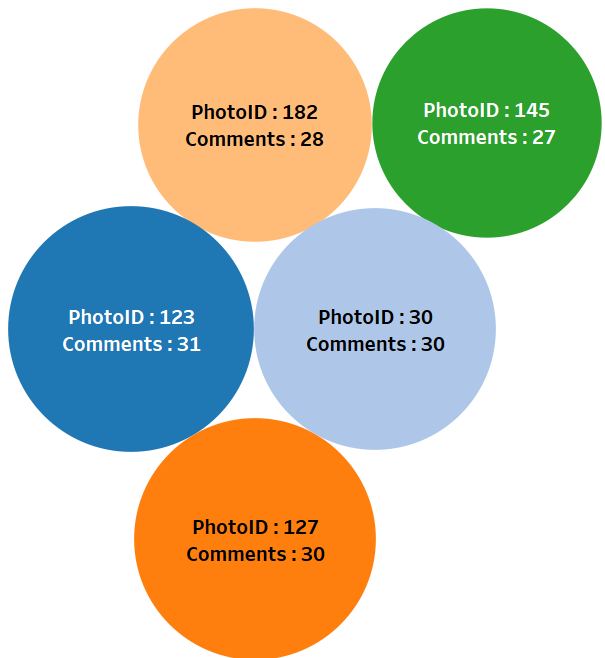 PhotoID : 182
Comments : 28
PhotoID : 145
Comments : 27
PhotoID : 123
Comments : 31
PhotoID : 30
Comments : 30
PhotoID : 127
Comments : 30